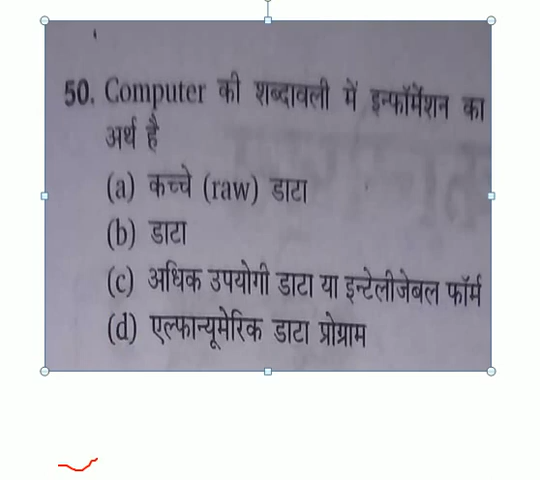 50. Computer की शब्दावली में इन्फॉर्मेशन का
अर्थ है
(a) कच्चे (raw) डाटा
(b) डाटा
(c) अधिक उपयोगी डाटा या इन्टेलीजेबल फॉर्म
(d) एल्फान्यूमेरिक डाटा प्रोग्राम